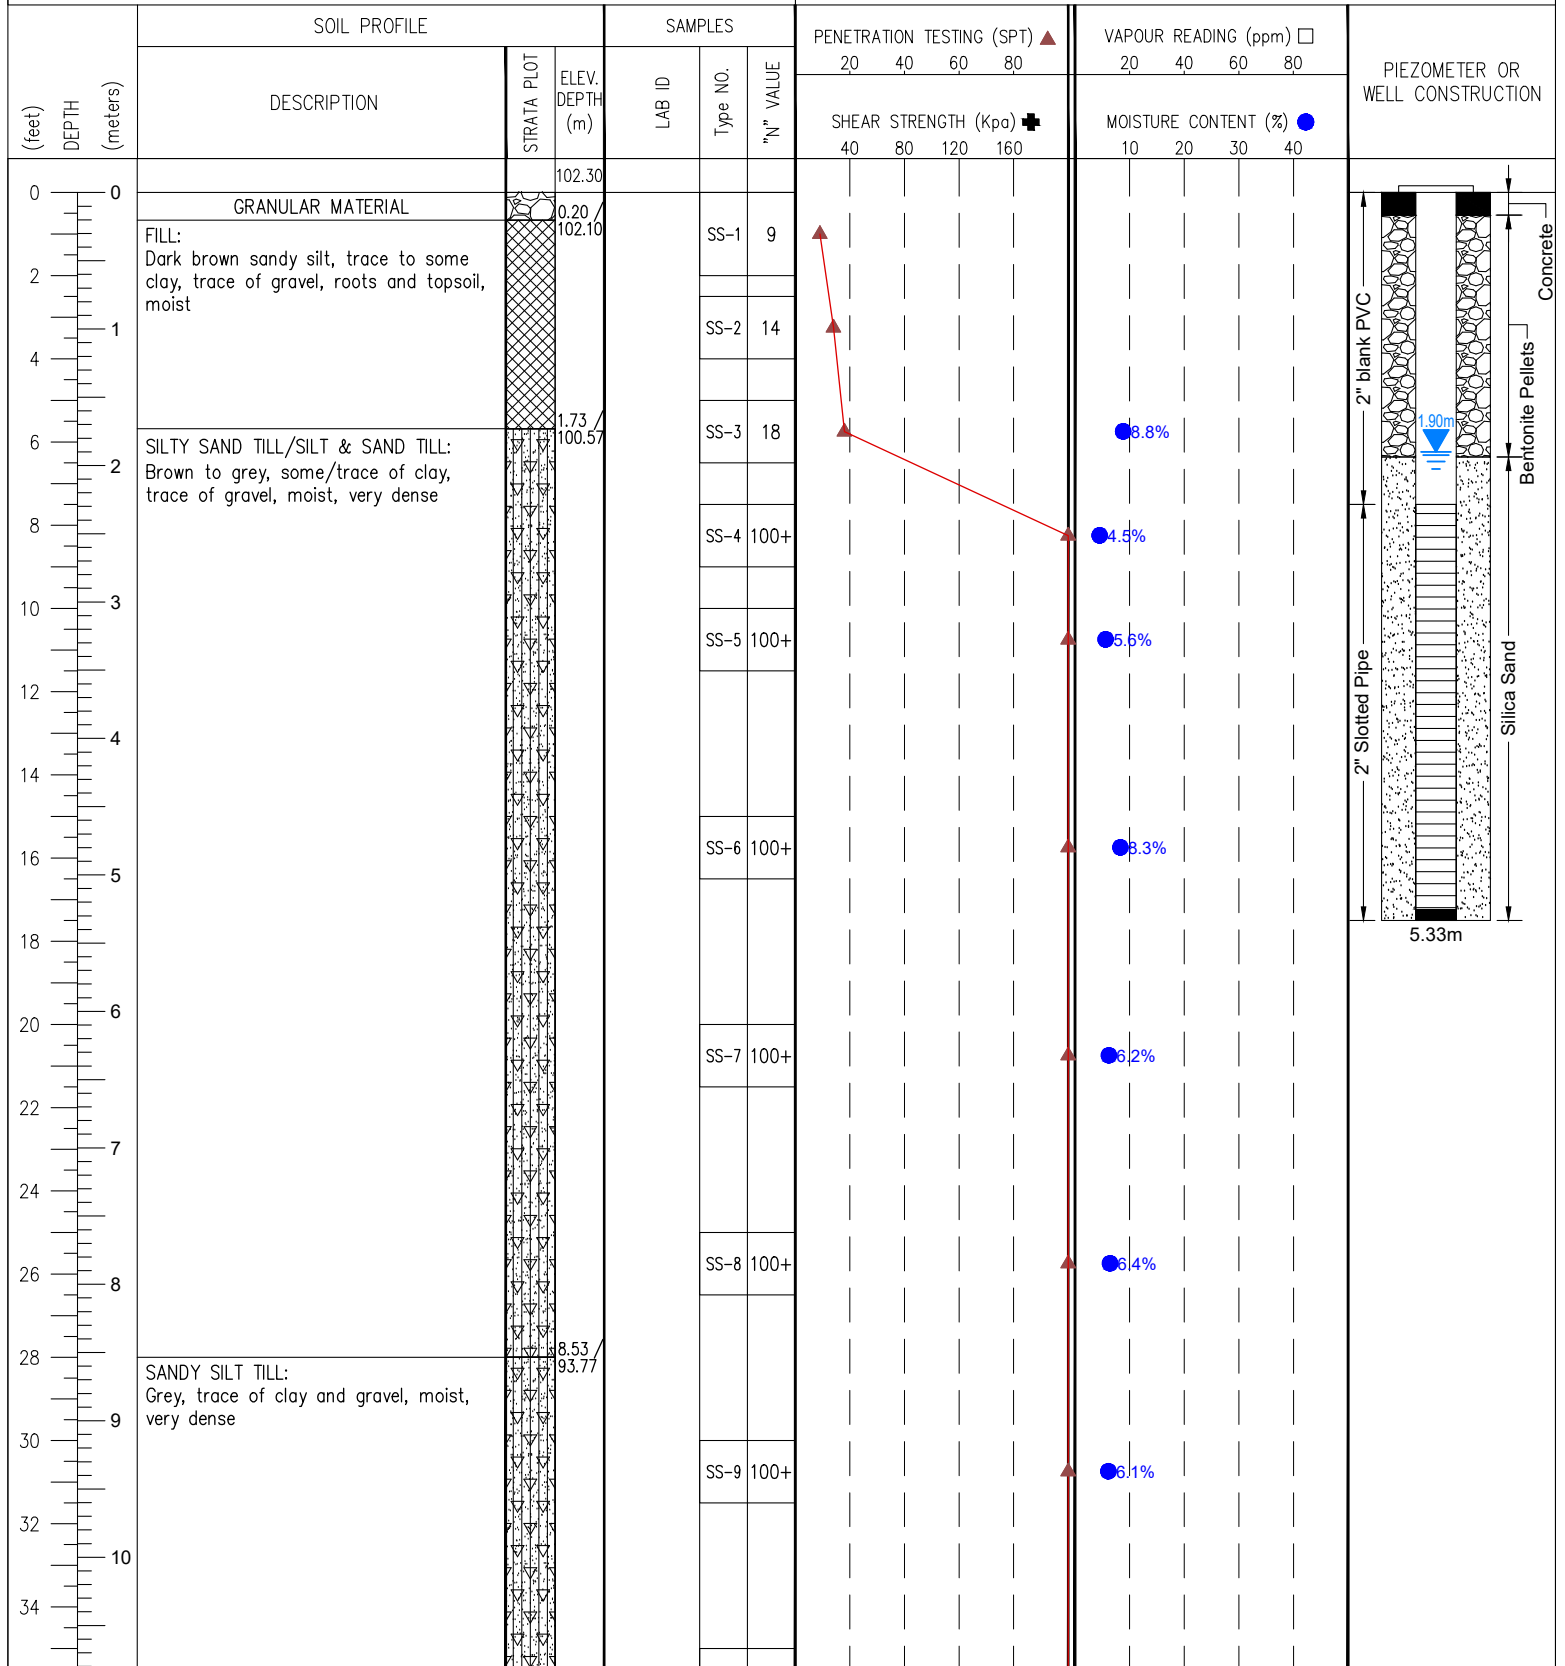 SOIL PROFILE
SAMPLES
PENETRATION TESTING (SPT)
20 40 60 80
SHEAR STRENGTH (Kpa)
40 80 120 160
VAPOUR READING (ppm)
20 40 60 80
MOISTURE CONTENT (%)
10 20 30 40
PIEZOMETER OR
WELL CONSTRUCTION
(feet)
DEPTH
(meters)
DESCRIPTION
STRATA PLOT
ELEV.
DEPTH
(m)
LAB ID
Type NO.
"N" VALUE
102.30
0 0
GRANULAR MATERIAL
0.20 /
102.10
FILL:
Dark brown sandy silt, trace to some
clay, trace of gravel, roots and topsoil,
moist
SS-1 9
2
1
SS-2 14
4
1.73 /
100.57
SS-3 18
8.8%
6
SILTY SAND TILL/SILT & SAND TILL:
Brown to grey, some/trace of clay,
trace of gravel, moist, very dense
2
8
SS-4 100+
4.5%
3
10
SS-5 100+
5.6%
12
4
14
SS-6 100+
8.3%
16
5
18
6
20
SS-7 100+
6.2%
22
7
24
SS-8 100+
6.4%
26
8
8.53 /
93.77
28
SANDY SILT TILL:
Grey, trace of clay and gravel, moist,
very dense
9
30
SS-9 100+
6.1%
32
10
34
Concrete
2" blank PVC
Bentonite Pellets
1.90m
2" Slotted Pipe
Silica Sand
5.33m